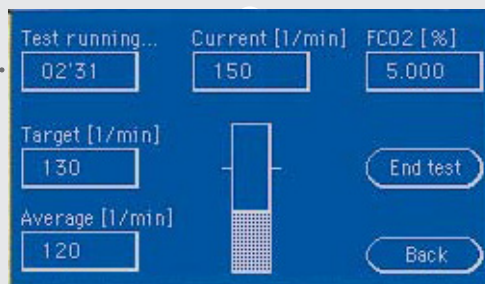 Test running... Current [1/min] FCO2 [%]
02'31 150 5.000
Target [1/min]
130
End test
Average [1/min]
120
Back